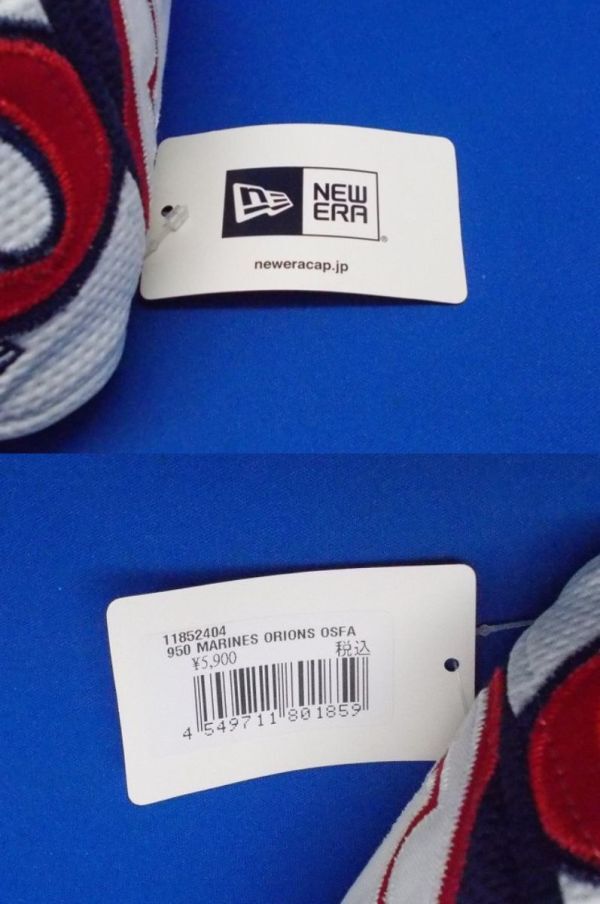 NEW
ERA
®
neweracap.jp
11852404
950 MARINES ORIONS OSFA
¥5,900 税込
4 549711 801859